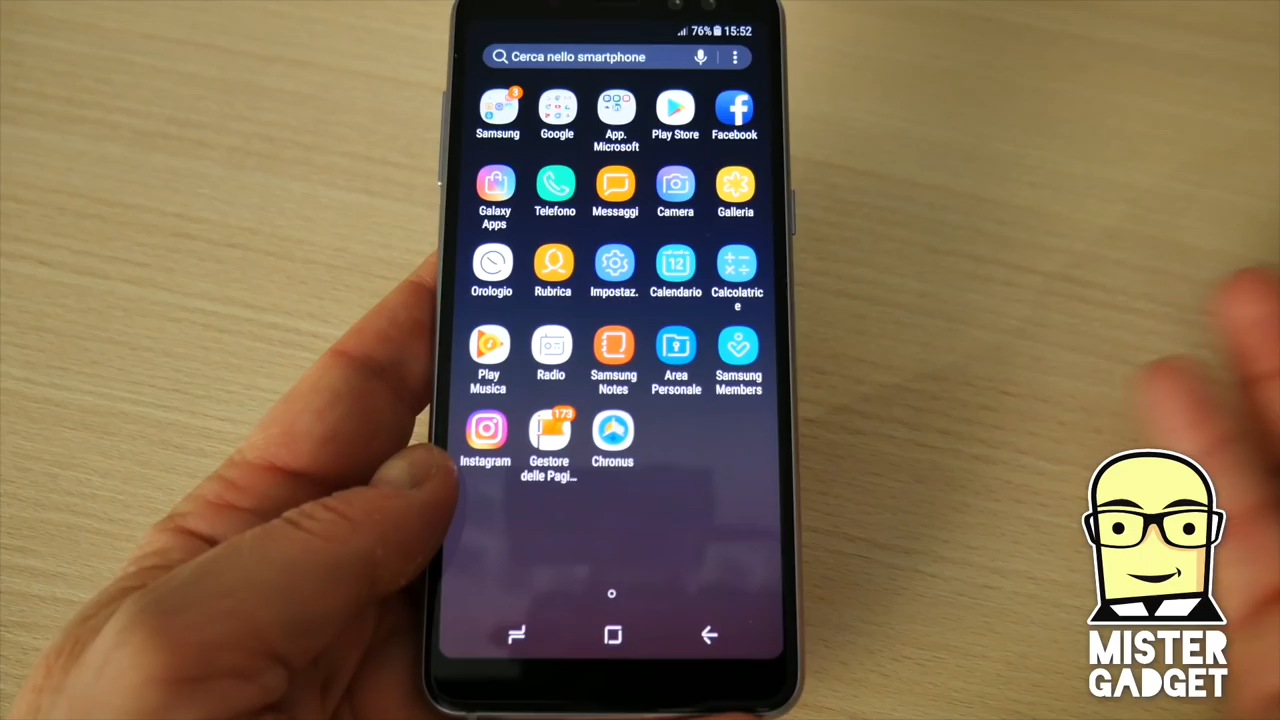 76% 15:52
Cerca nello smartphone
3
Samsung
Google
App.
Microsoft
Play Store
Facebook
Galaxy
Apps
Telefono
Messaggi
Camera
Galleria
Orologio
Rubrica
Impostaz.
12
Calendario
Calcolatric
e
Play
Musica
Radio
Samsung
Notes
Area
Personale
Samsung
Members
Instagram
173
Gestore
delle Pagi...
Chronus
MISTER
GADGET